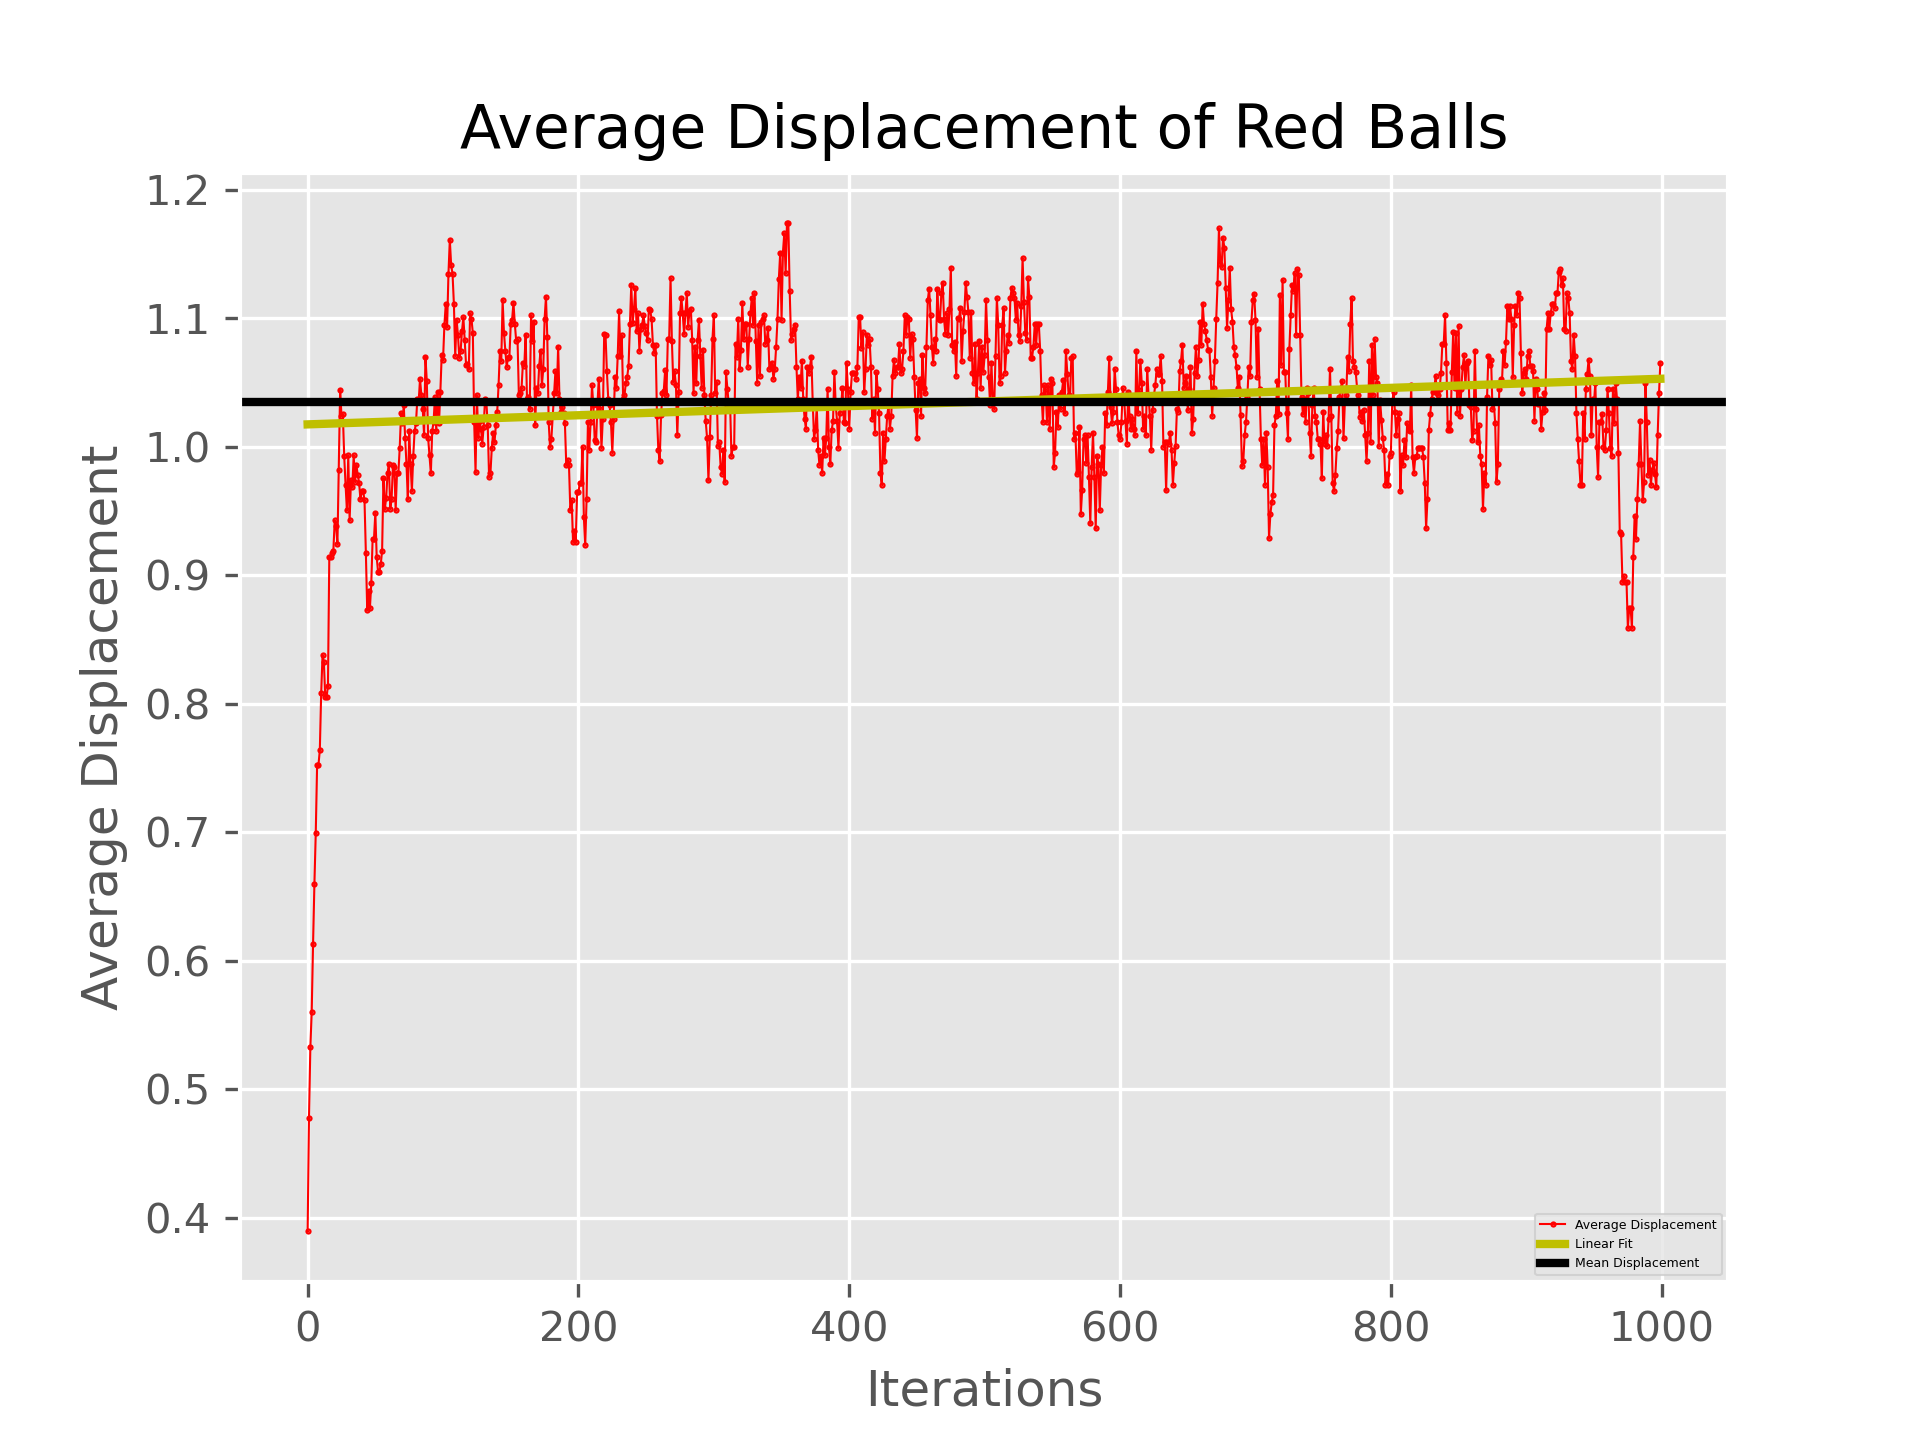 Average Displacement of Red Balls
Average Displacement
1.2
1.1
1.0
0.9
0.8
0.7
0.6
0.5
0.4
0 200 400 600 800 1000
Iterations
Average Displacement
Linear Fit
Mean Displacement